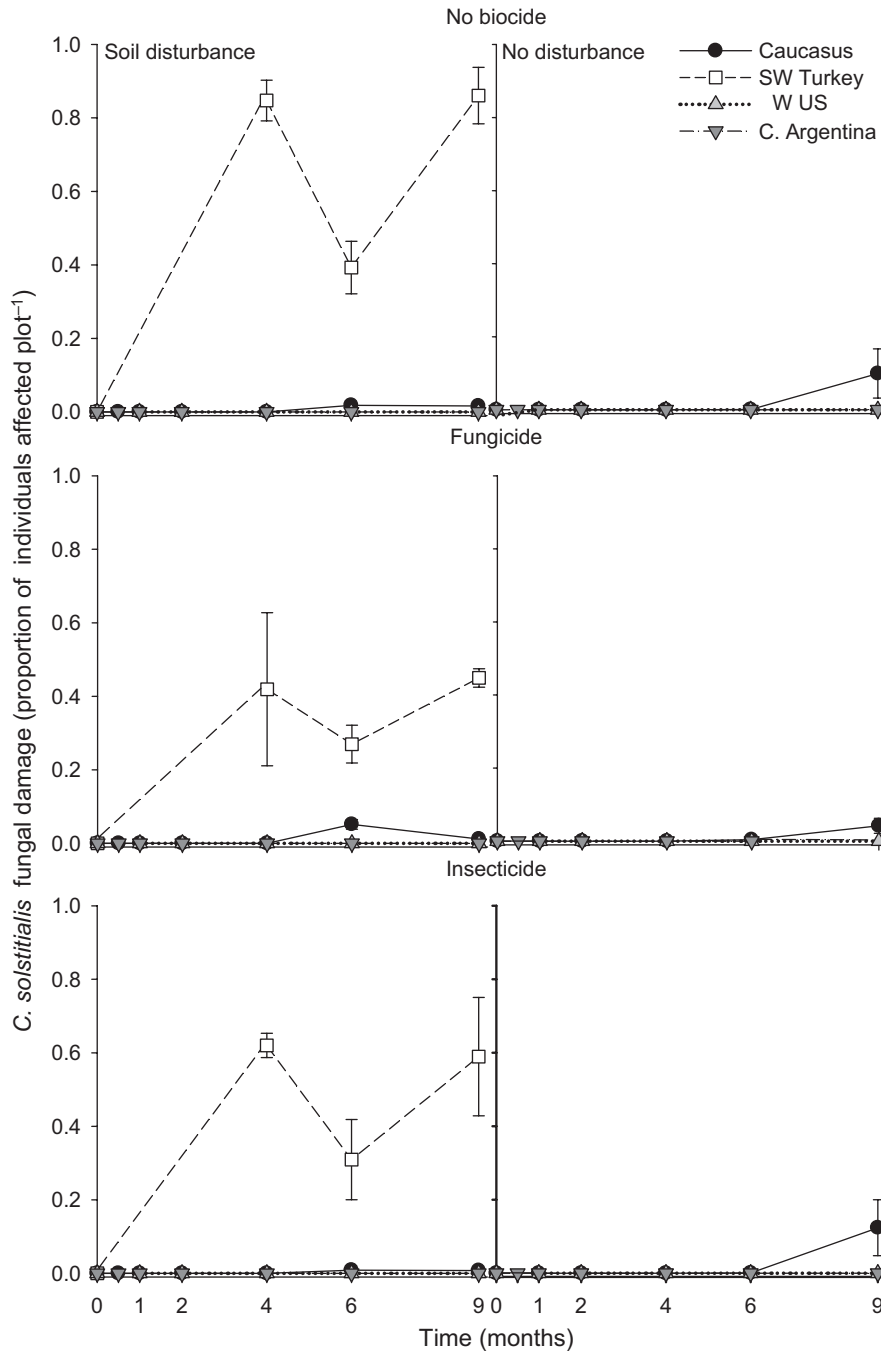 No biocide
Soil disturbance
No disturbance
Caucasus
SW Turkey
W US
C. Argentina
1.0
0.8
0.6
0.4
0.2
0.0
Fungicide
1.0
0.8
0.6
0.4
0.2
0.0
Insecticide
1.0
0.8
0.6
0.4
0.2
0.0
0 1 2 4 6 9 0 1 2 4 6 9
Time (months)
C. solstitialis fungal damage (proportion of individuals affected plot⁻¹)